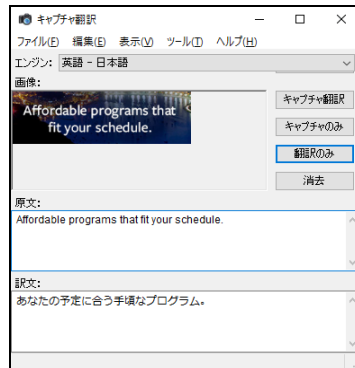 キャプチャ翻訳
ファイル(F) 編集(E) 表示(V) ツール(T) ヘルプ(H)
エンジン: 英語 - 日本語
画像:
Affordable programs that
fit your schedule.
キャプチャ翻訳
キャプチャのみ
翻訳のみ
消去
原文:
Affordable programs that fit your schedule.
訳文:
あなたの予定に合う手頃なプログラム。